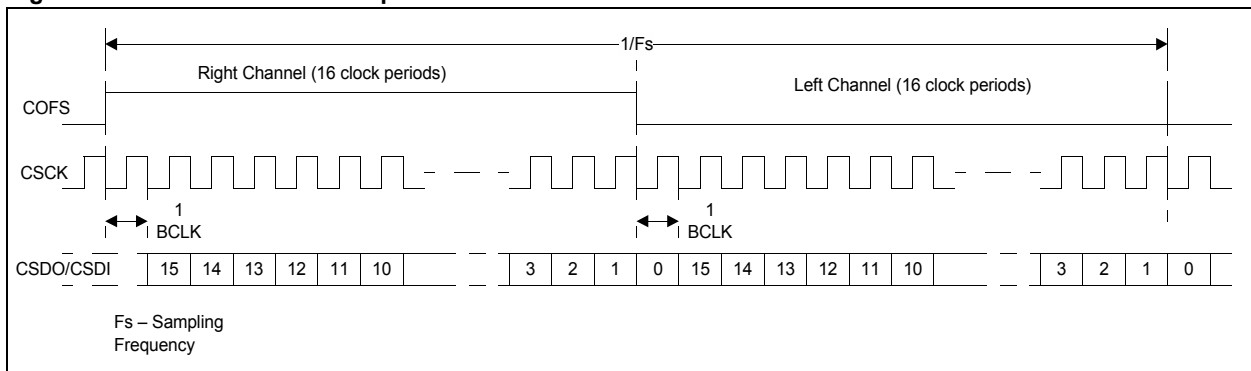 1/Fs
Right Channel (16 clock periods)
Left Channel (16 clock periods)
COFS
CSCK
1
BCLK
1
BCLK
CSDO/CSDI
15 14 13 12 11 10
3 2 1 0 15 14 13 12 11 10
3 2 1 0
Fs – Sampling
Frequency